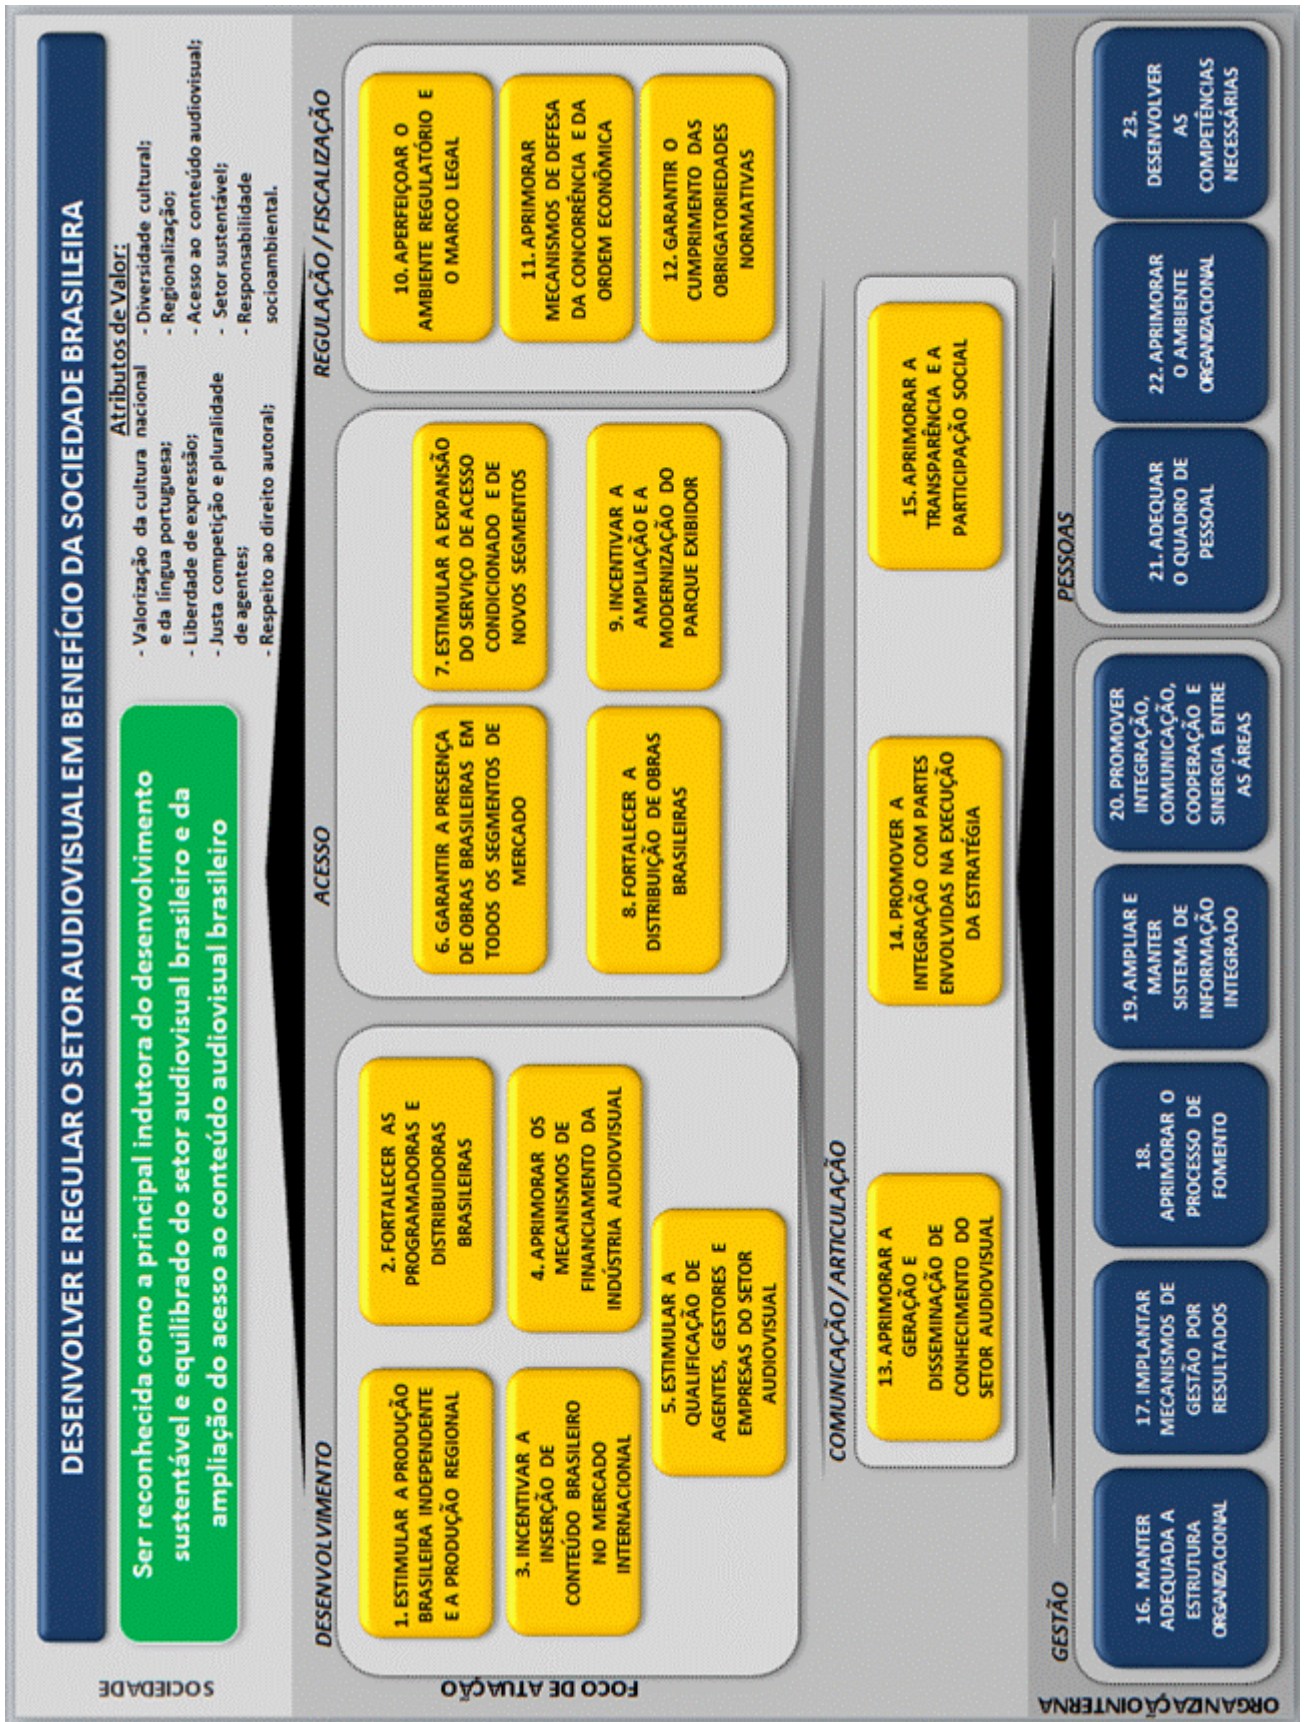 DESENVOLVER E REGULAR O SETOR AUDIOVISUAL EM BENEFÍCIO DA SOCIEDADE BRASILEIRA
SOCIEDADE
Ser reconhecida como a principal indutora do desenvolvimento
sustentável e equilibrado do setor audiovisual brasileiro e da
ampliação do acesso ao conteúdo audiovisual brasileiro
Atributos de Valor:
- Valorização da cultura nacional
e da língua portuguesa;
- Liberdade de expressão;
- Justa competição e pluralidade
de agentes;
- Respeito ao direito autoral;
- Diversidade cultural;
- Regionalização;
- Acesso ao conteúdo audiovisual;
- Setor sustentável;
- Responsabilidade
socioambiental.
FOCO DE ATUAÇÃO
DESENVOLVIMENTO
1. ESTIMULAR A PRODUÇÃO
BRASILEIRA INDEPENDENTE
E A PRODUÇÃO REGIONAL
2. FORTALECER AS
PROGRAMADORAS E
DISTRIBUIDORAS
BRASILEIRAS
3. INCENTIVAR A
INSERÇÃO DE
CONTEÚDO BRASILEIRO
NO MERCADO
INTERNACIONAL
4. APRIMORAR OS
MECANISMOS DE
FINANCIAMENTO DA
INDÚSTRIA AUDIOVISUAL
5. ESTIMULAR A
QUALIFICAÇÃO DE
AGENTES, GESTORES E
EMPRESAS DO SETOR
AUDIOVISUAL
ACESSO
6. GARANTIR A PRESENÇA
DE OBRAS BRASILEIRAS EM
TODOS OS SEGMENTOS DE
MERCADO
7. ESTIMULAR A EXPANSÃO
DO SERVIÇO DE ACESSO
CONDICIONADO E DE
NOVOS SEGMENTOS
8. FORTALECER A
DISTRIBUIÇÃO DE OBRAS
BRASILEIRAS
9. INCENTIVAR A
AMPLIAÇÃO E A
MODERNIZAÇÃO DO
PARQUE EXIBIDOR
REGULAÇÃO / FISCALIZAÇÃO
10. APERFEIÇOAR O
AMBIENTE REGULATÓRIO E
O MARCO LEGAL
11. APRIMORAR
MECANISMOS DE DEFESA
DA CONCORRÊNCIA E DA
ORDEM ECONÔMICA
12. GARANTIR O
CUMPRIMENTO DAS
OBRIGATORIEDADES
NORMATIVAS
COMUNICAÇÃO / ARTICULAÇÃO
13. APRIMORAR A
GERAÇÃO E
DISSEMINAÇÃO DE
CONHECIMENTO DO
SETOR AUDIOVISUAL
14. PROMOVER A
INTEGRAÇÃO COM PARTES
ENVOLVIDAS NA EXECUÇÃO
DA ESTRATÉGIA
15. APRIMORAR A
TRANSPARÊNCIA E A
PARTICIPAÇÃO SOCIAL
ORGANIZAÇÃO INTERNA
GESTÃO
16. MANTER
ADEQUADA A
ESTRUTURA
ORGANIZACIONAL
17. IMPLANTAR
MECANISMOS DE
GESTÃO POR
RESULTADOS
18.
APRIMORAR O
PROCESSO DE
FOMENTO
19. AMPLIAR E
MANTER
SISTEMA DE
INFORMAÇÃO
INTEGRADO
20. PROMOVER
INTEGRAÇÃO,
COMUNICAÇÃO,
COOPERAÇÃO E
SINERGIA ENTRE
AS ÁREAS
PESSOAS
21. ADEQUAR
O QUADRO DE
PESSOAL
22. APRIMORAR
O AMBIENTE
ORGANIZACIONAL
23.
DESENVOLVER
AS
COMPETÊNCIAS
NECESSÁRIAS